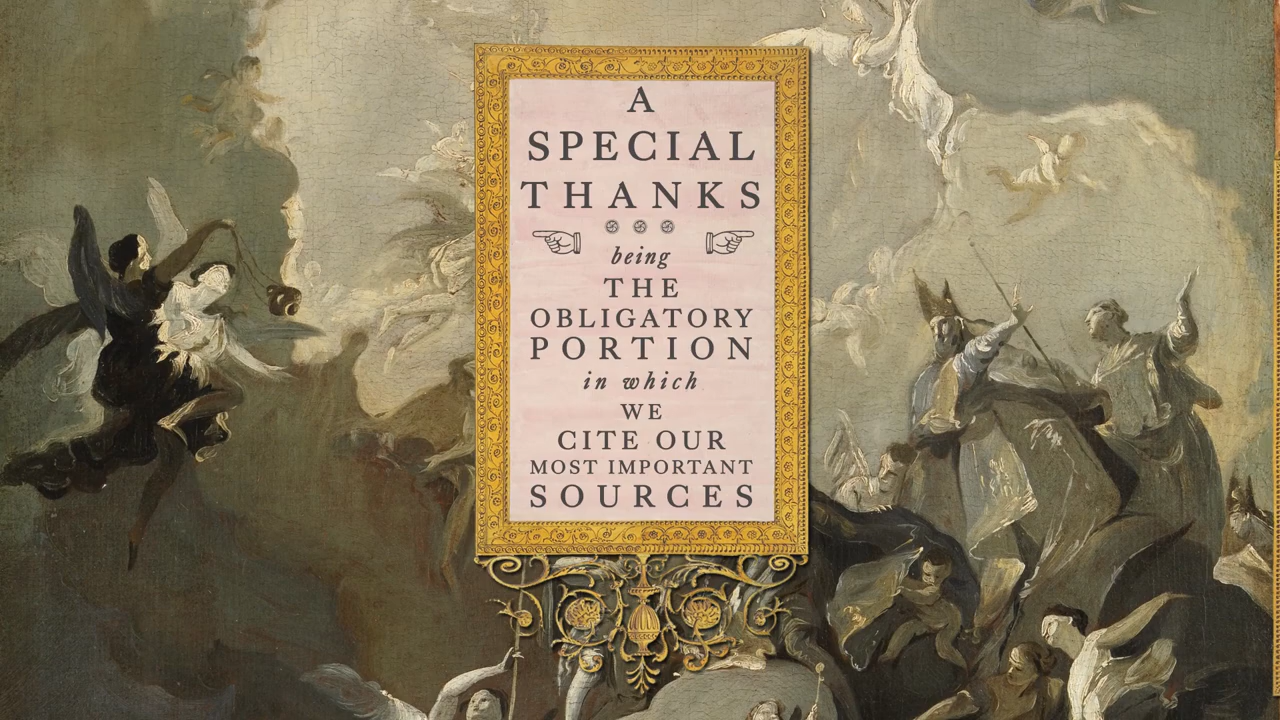 A
SPECIAL
THANKS
being
THE
OBLIGATORY
PORTION
in which
WE
CITE OUR
MOST IMPORTANT
SOURCES